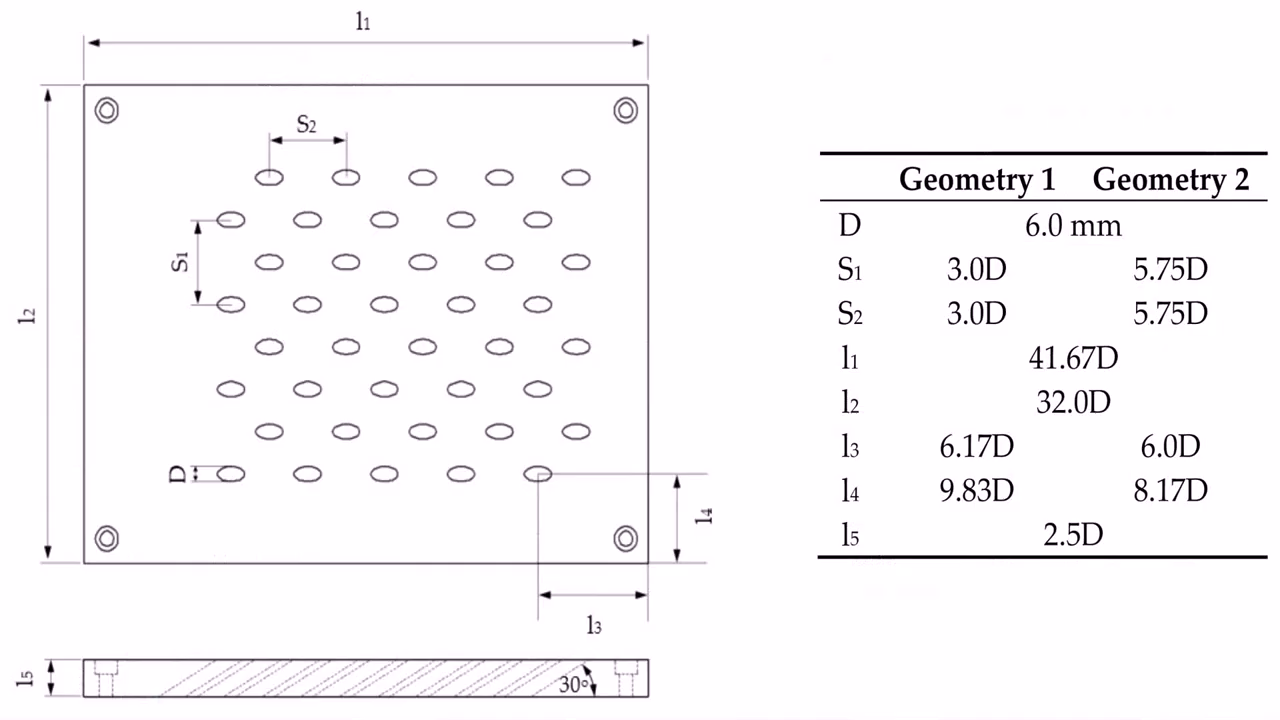 l1
S2
S1
l2
D
l4
l3
l5
30°
Geometry 1 Geometry 2
D 6.0 mm
S1 3.0D 5.75D
S2 3.0D 5.75D
l1 41.67D
l2 32.0D
l3 6.17D 6.0D
l4 9.83D 8.17D
l5 2.5D